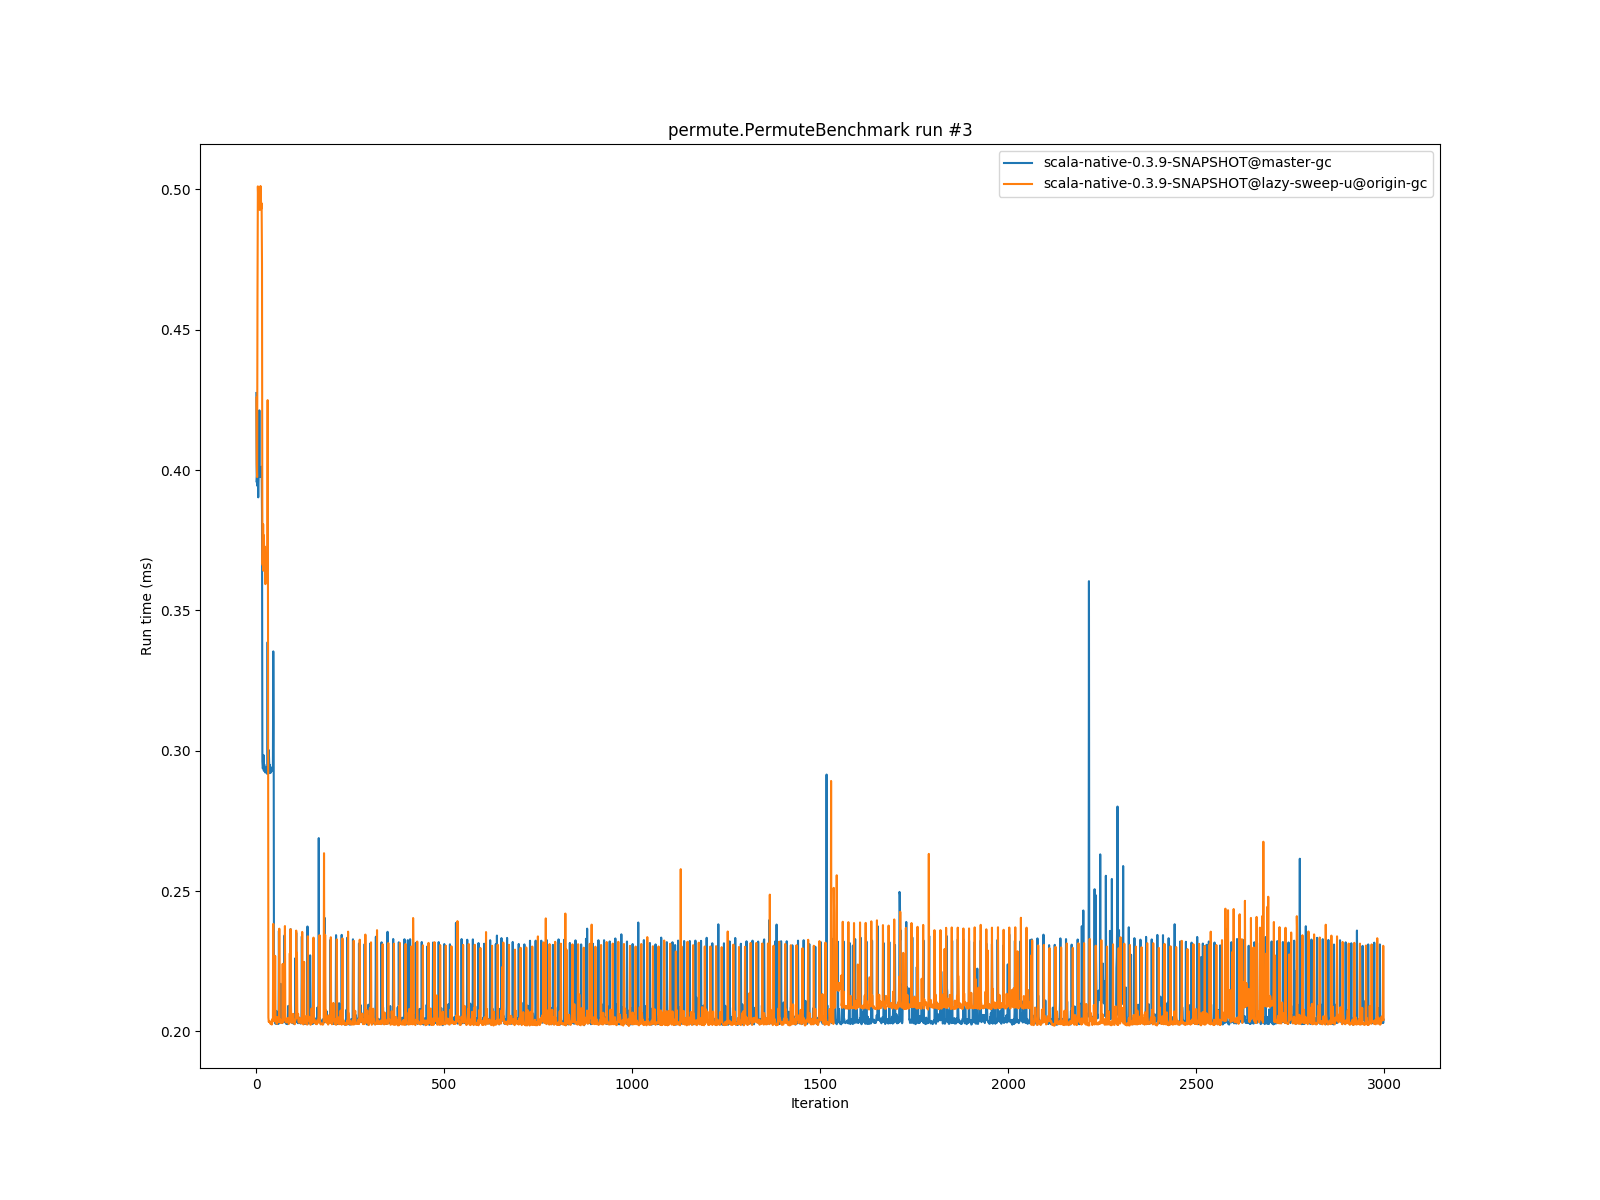 permute.PermuteBenchmark run #3
scala-native-0.3.9-SNAPSHOT@master-gc
scala-native-0.3.9-SNAPSHOT@lazy-sweep-u@origin-gc
Run time (ms)
0.50
0.45
0.40
0.35
0.30
0.25
0.20
0
500
1000
1500
2000
2500
3000
Iteration